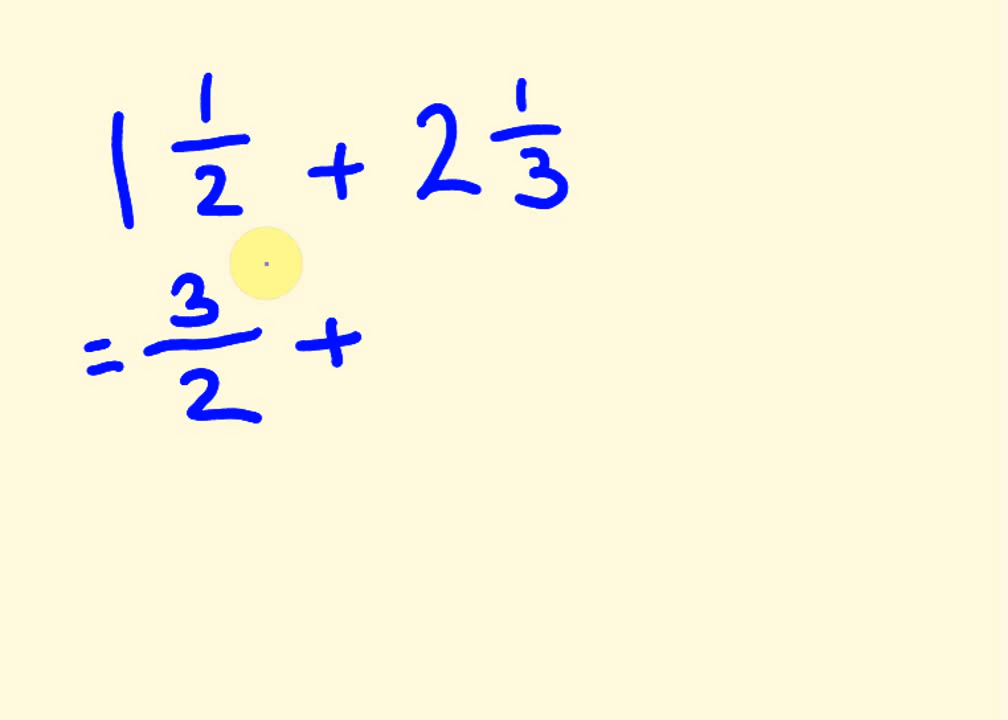 1 1/2 + 2 1/3
= 3/2 +